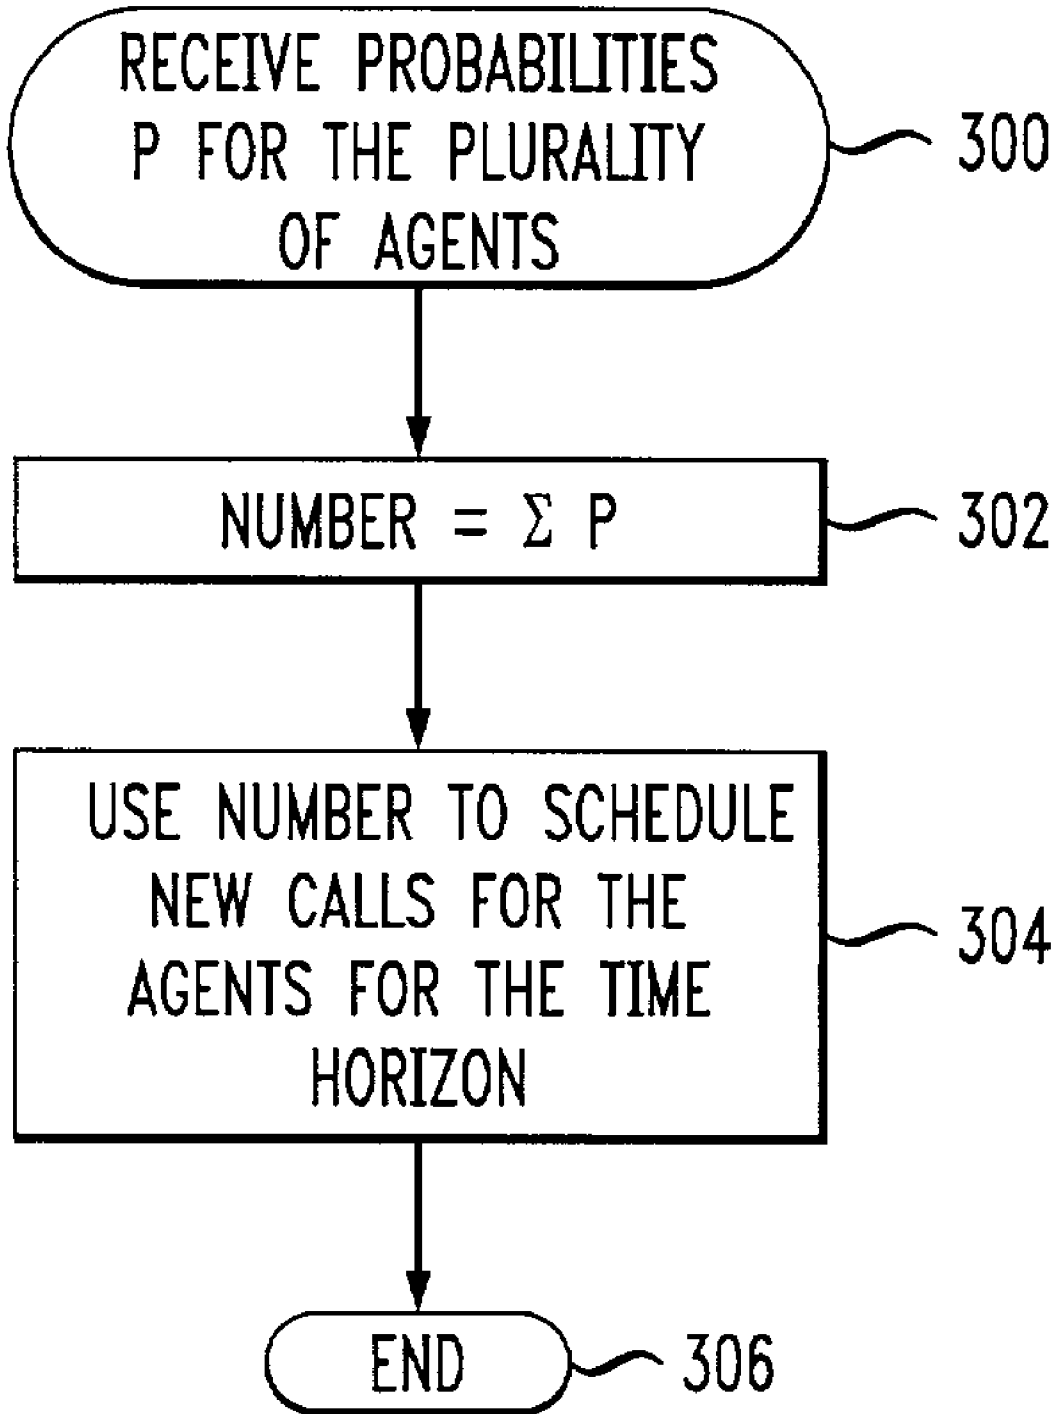 RECEIVE PROBABILITIES
P FOR THE PLURALITY
OF AGENTS
300
NUMBER = Σ P
302
USE NUMBER TO SCHEDULE
NEW CALLS FOR THE
AGENTS FOR THE TIME
HORIZON
304
END
306